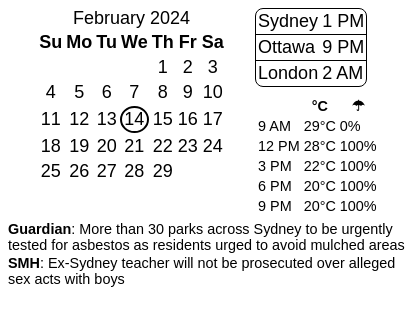 February 2024
Su Mo Tu We Th Fr Sa
1 2 3
4 5 6 7 8 9 10
11 12 13 14 15 16 17
18 19 20 21 22 23 24
25 26 27 28 29
Sydney 1 PM
Ottawa 9 PM
London 2 AM
°C ☂
9 AM 29°C 0%
12 PM 28°C 100%
3 PM 22°C 100%
6 PM 20°C 100%
9 PM 20°C 100%
Guardian: More than 30 parks across Sydney to be urgently
tested for asbestos as residents urged to avoid mulched areas
SMH: Ex-Sydney teacher will not be prosecuted over alleged
sex acts with boys